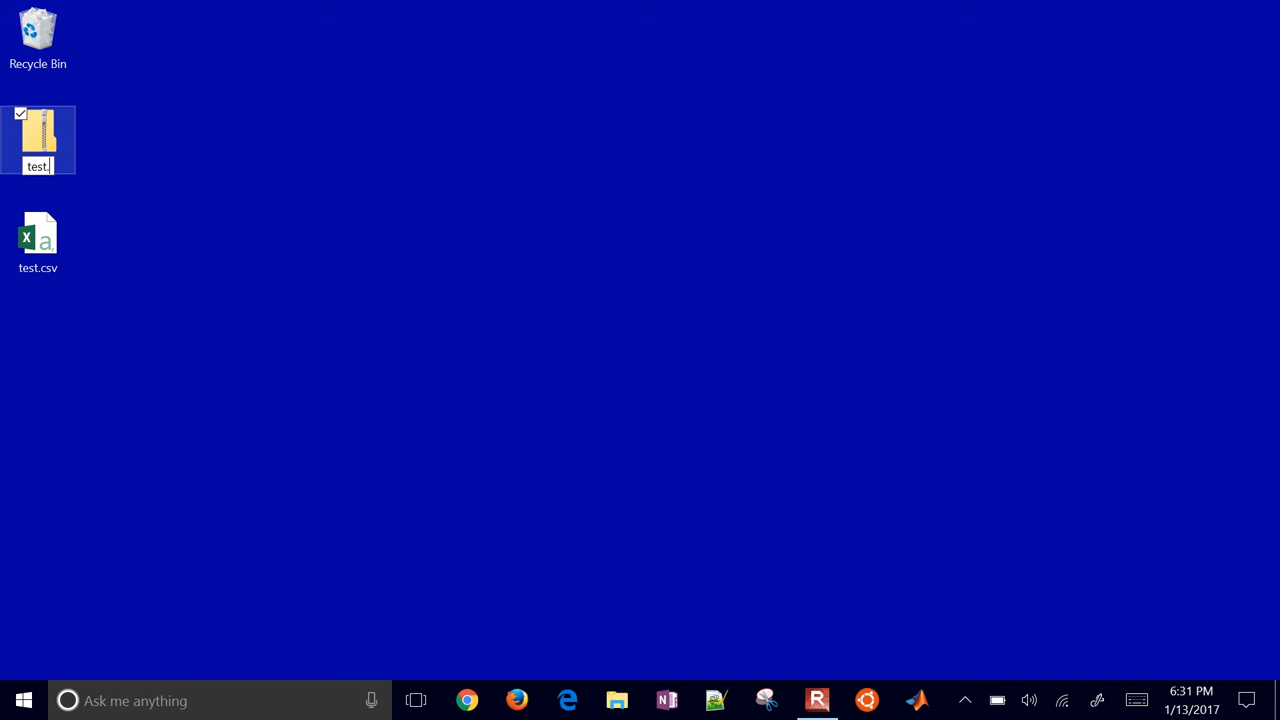 Recycle Bin
test.
X a,
test.csv
Ask me anything
N
R
6:31 PM
1/13/2017